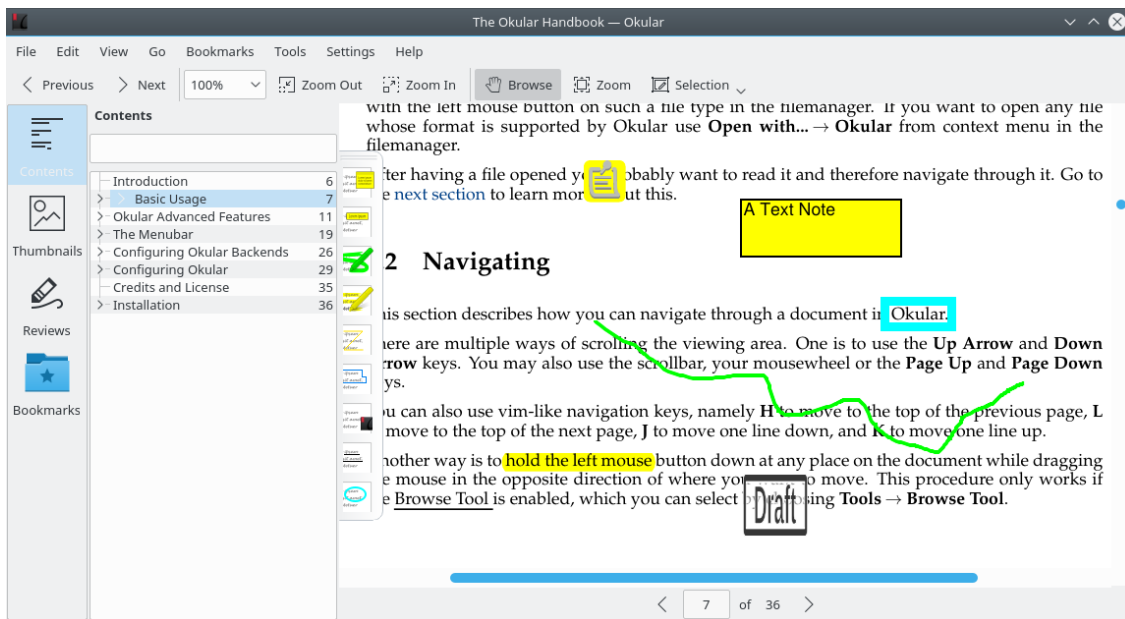 The Okular Handbook — Okular
File Edit View Go Bookmarks Tools Settings Help
Previous Next 100% Zoom Out Zoom In Browse Zoom Selection
Contents
Thumbnails
Reviews
Bookmarks
Contents
Introduction 6
Basic Usage 7
Okular Advanced Features 11
The Menubar 19
Configuring Okular Backends 26
Configuring Okular 29
Credits and License 35
Installation 36
with the left mouse button on such a file type in the filemanager. If you want to open any file
whose format is supported by Okular use Open with... → Okular from context menu in the
filemanager.
fter having a file opened y obably want to read it and therefore navigate through it. Go to
e next section to learn mor ut this.
A Text Note
2 Navigating
is section describes how you can navigate through a document in Okular.
ere are multiple ways of scrolling the viewing area. One is to use the Up Arrow and Down
rrow keys. You may also use the scrollbar, your mousewheel or the Page Up and Page Down
ys.
u can also use vim-like navigation keys, namely H to move to the top of the previous page, L
move to the top of the next page, J to move one line down, and K to move one line up.
nother way is to hold the left mouse button down at any place on the document while dragging
e mouse in the opposite direction of where you to move. This procedure only works if
e Browse Tool is enabled, which you can select by choosing Tools → Browse Tool.
Draft
7 of 36